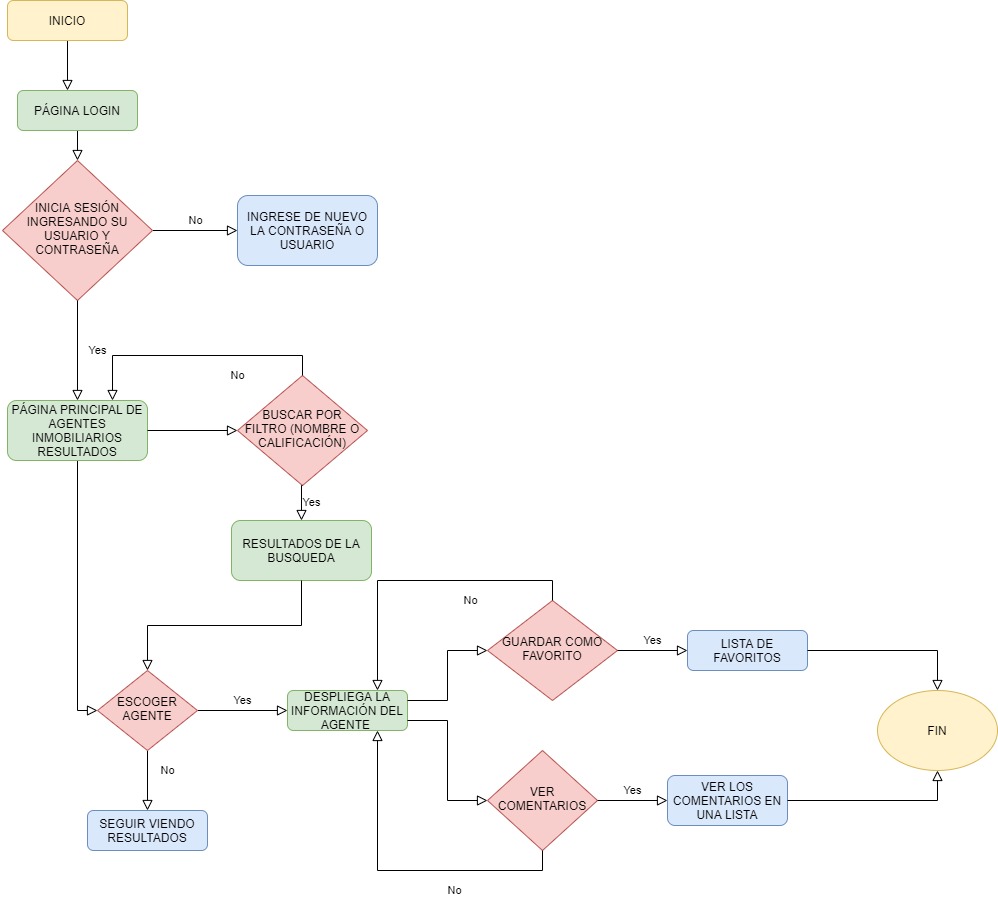 INICIO
PÁGINA LOGIN
INICIA SESIÓN
INGRESANDO SU
USUARIO Y
CONTRASEÑA
No
INGRESE DE NUEVO
LA CONTRASEÑA O
USUARIO
Yes
No
PÁGINA PRINCIPAL DE
AGENTES
INMOBILIARIOS
RESULTADOS
BUSCAR POR
FILTRO (NOMBRE O
CALIFICACIÓN)
Yes
RESULTADOS DE LA
BUSQUEDA
No
GUARDAR COMO
FAVORITO
Yes
LISTA DE
FAVORITOS
ESCOGER
AGENTE
Yes
DESPLIEGA LA
INFORMACIÓN DEL
AGENTE
FIN
No
VER
COMENTARIOS
Yes
VER LOS
COMENTARIOS EN
UNA LISTA
SEGUIR VIENDO
RESULTADOS
No